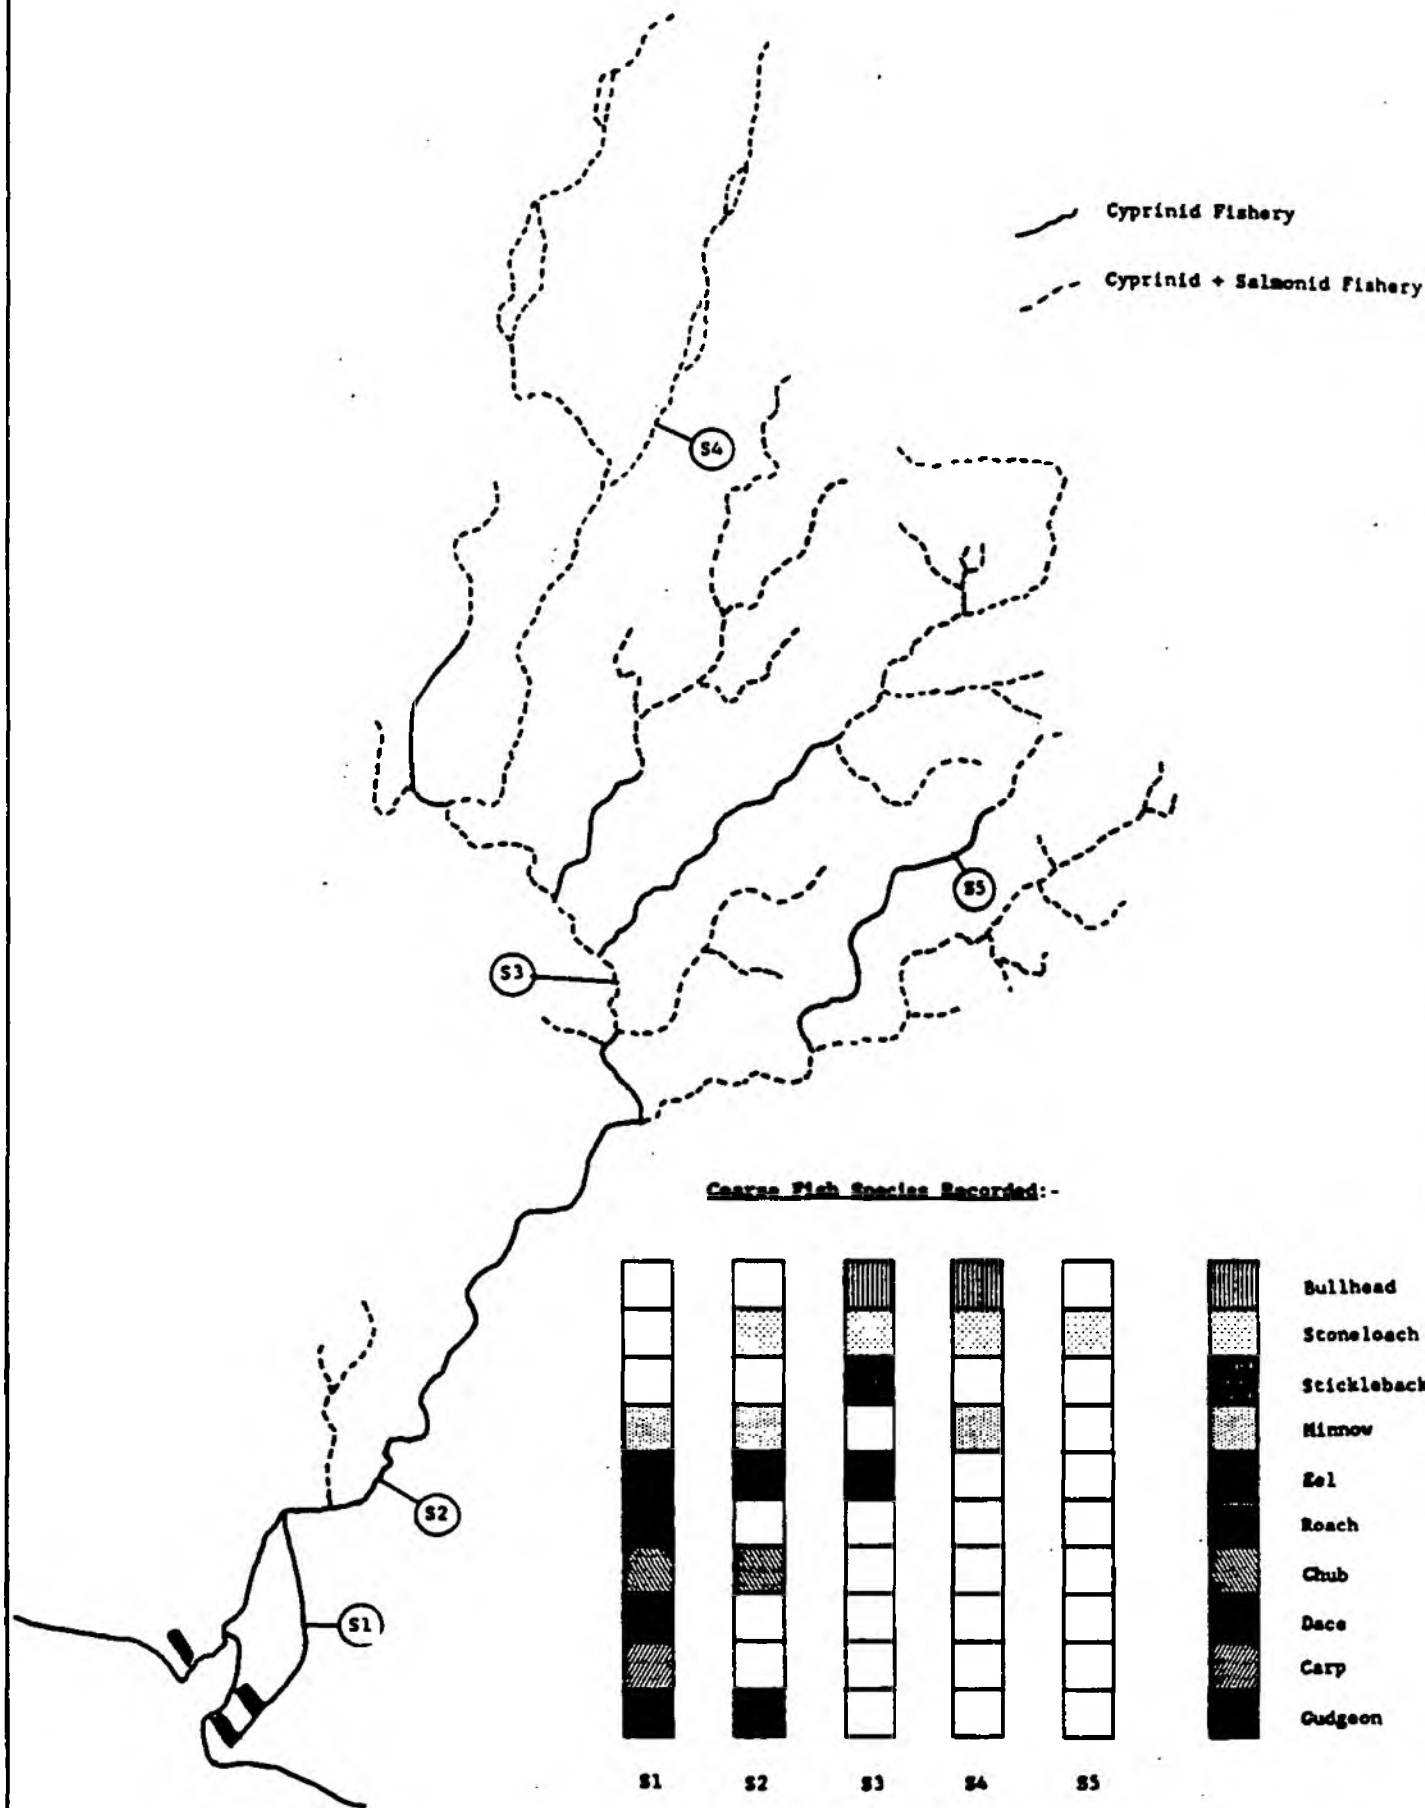 Cyprinid Fishery
Cyprinid + Salmonid Fishery
S4
S5
S3
S2
S1
Coarse Fish Species Recorded:-
Bullhead
Stoneloach
Stickleback
Minnow
Eel
Roach
Chub
Dace
Carp
Gudgeon
S1 S2 S3 S4 S5